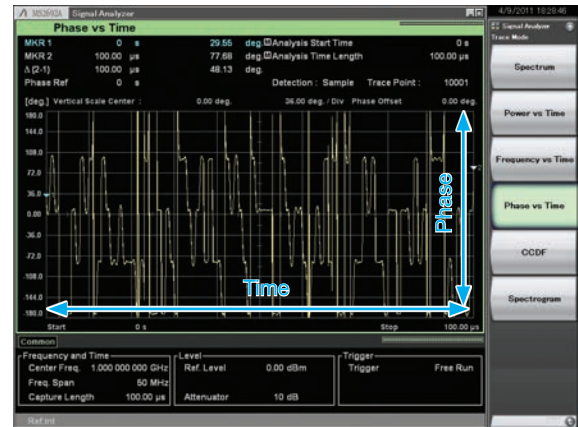 MS2692A Signal Analyzer
4/9/2011 18:28:46
Phase vs Time
MKR 1 0 s 29.55 deg. Analysis Start Time 0 s
MKR 2 100.00 µs 77.68 deg. Analysis Time Length 100.00 µs
Δ (2-1) 100.00 µs 48.13 deg.
Phase Ref 0 s Detection : Sample Trace Point : 10001
[deg.] Vertical Scale Center : 0.00 deg. 36.00 deg. / Div Phase Offset 0.00 deg.
180.0
144.0
108.0
72.0
36.0
0.00
-36.0
-72.0
-108.0
-144.0
-180.0
2
Phase
Time
Start 0 s Stop 100.00 µs
Common
Frequency and Time
Center Freq. 1.000 000 000 GHz
Freq. Span 50 MHz
Capture Length 100.00 µs
Level
Ref. Level 0.00 dBm
Attenuator 10 dB
Trigger
Trigger Free Run
Ref.Int
Signal Analyzer
Trace Mode
Spectrum
Power vs Time
Frequency vs Time
Phase vs Time
CCDF
Spectrogram